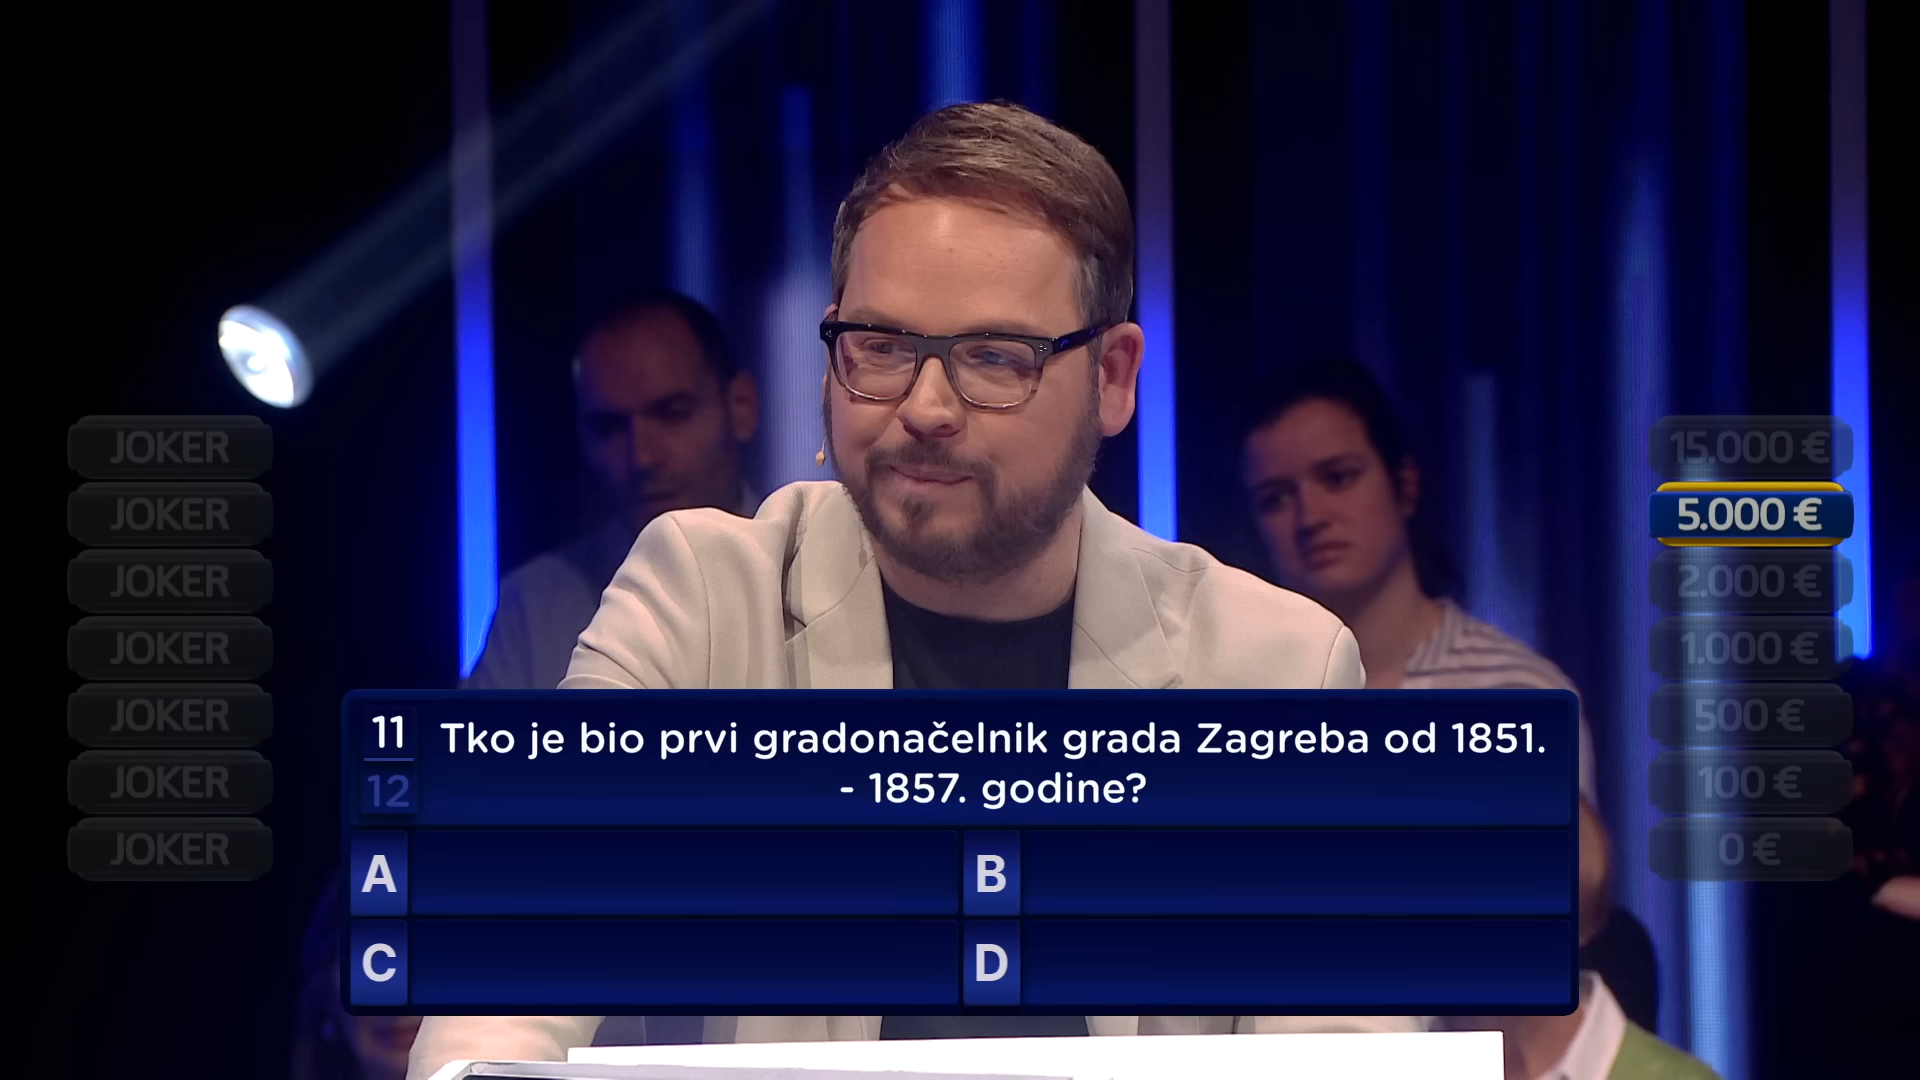 JOKER
JOKER
JOKER
JOKER
JOKER
JOKER
JOKER
15.000 €
5.000 €
2.000 €
1.000 €
500 €
100 €
0 €
11
12
Tko je bio prvi gradonačelnik grada Zagreba od 1851.
- 1857. godine?
A
B
C
D